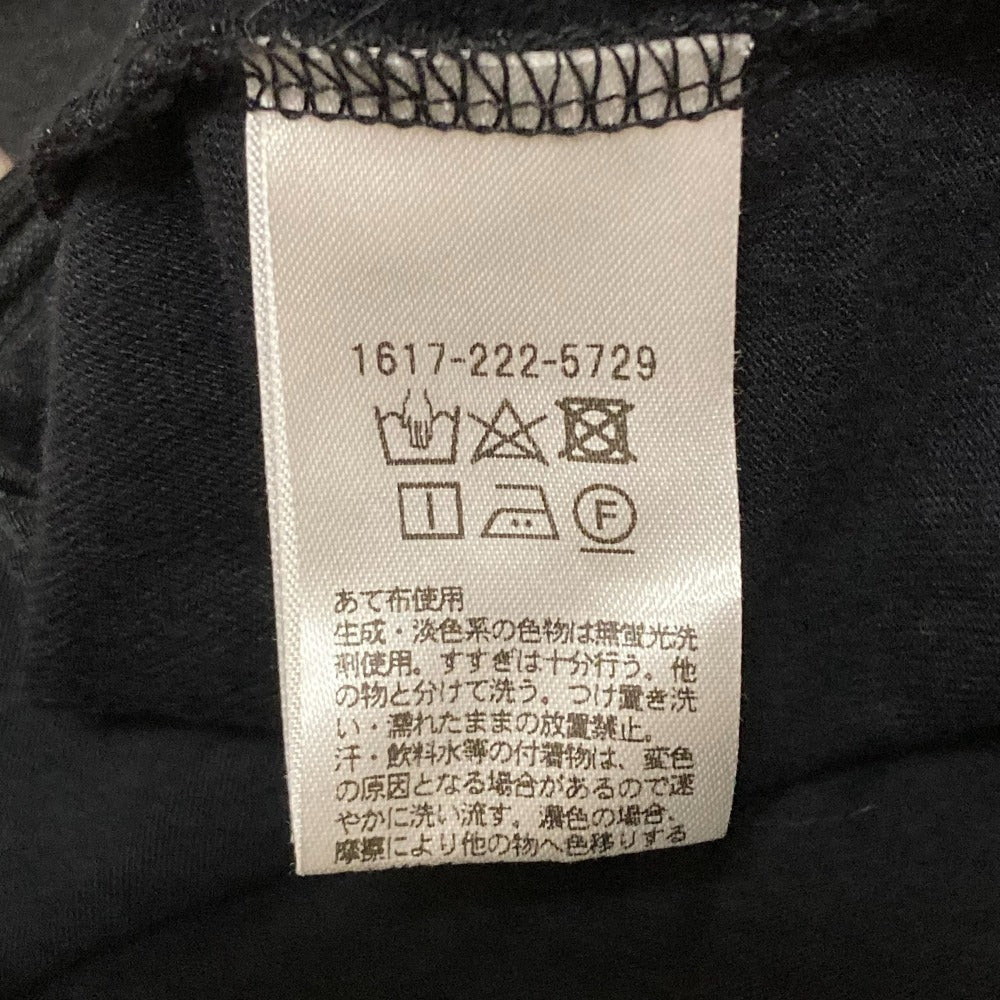 1617-222-5729
F
あて布使用
生成・淡色系の色物は無蛍光洗
剤使用。すすぎは十分行う。他
の物と分けて洗う。つけ置き洗
い・濡れたままの放置禁止。
汗・飲料水等の付着物は、変色
の原因となる場合があるので速
やかに洗い流す。濃色の場合、
摩擦により他の物へ色移りする